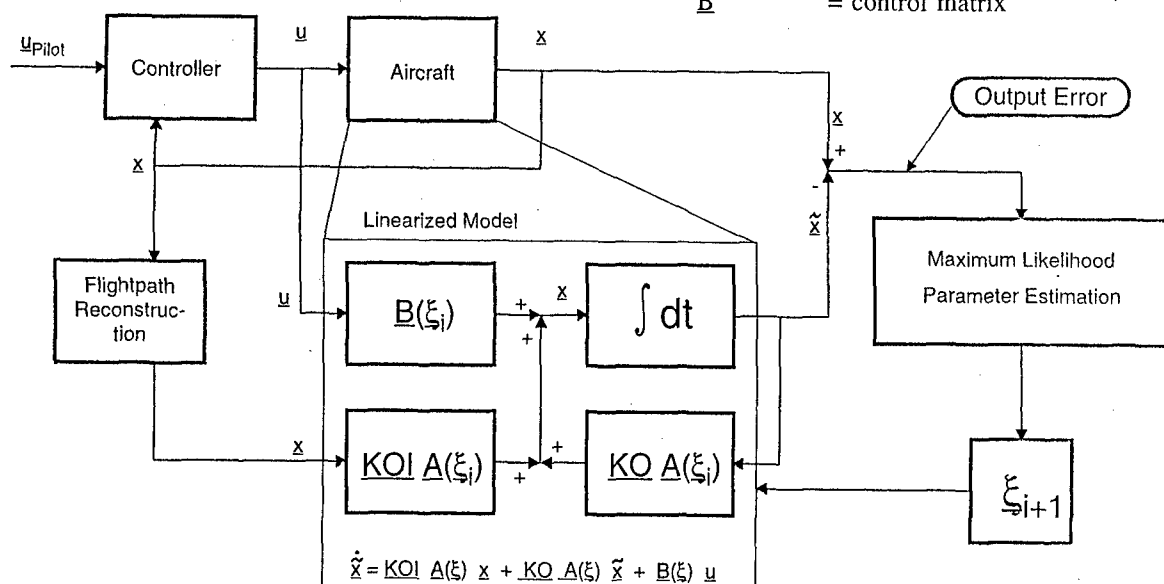 B = control matrix
u
x
u Pilot
Controller
Aircraft
Output Error
x
+
x
-
x̃
Linearized Model
Maximum Likelihood
Parameter Estimation
Flightpath
Reconstruc-
tion
u
B(ξi)
+
x
+
∫ dt
x
KOI A(ξi)
+
+
KO A(ξi)
ξi+1
x̃̇ = KOI A(ξ) x + KO A(ξ) x̃ + B(ξ) u